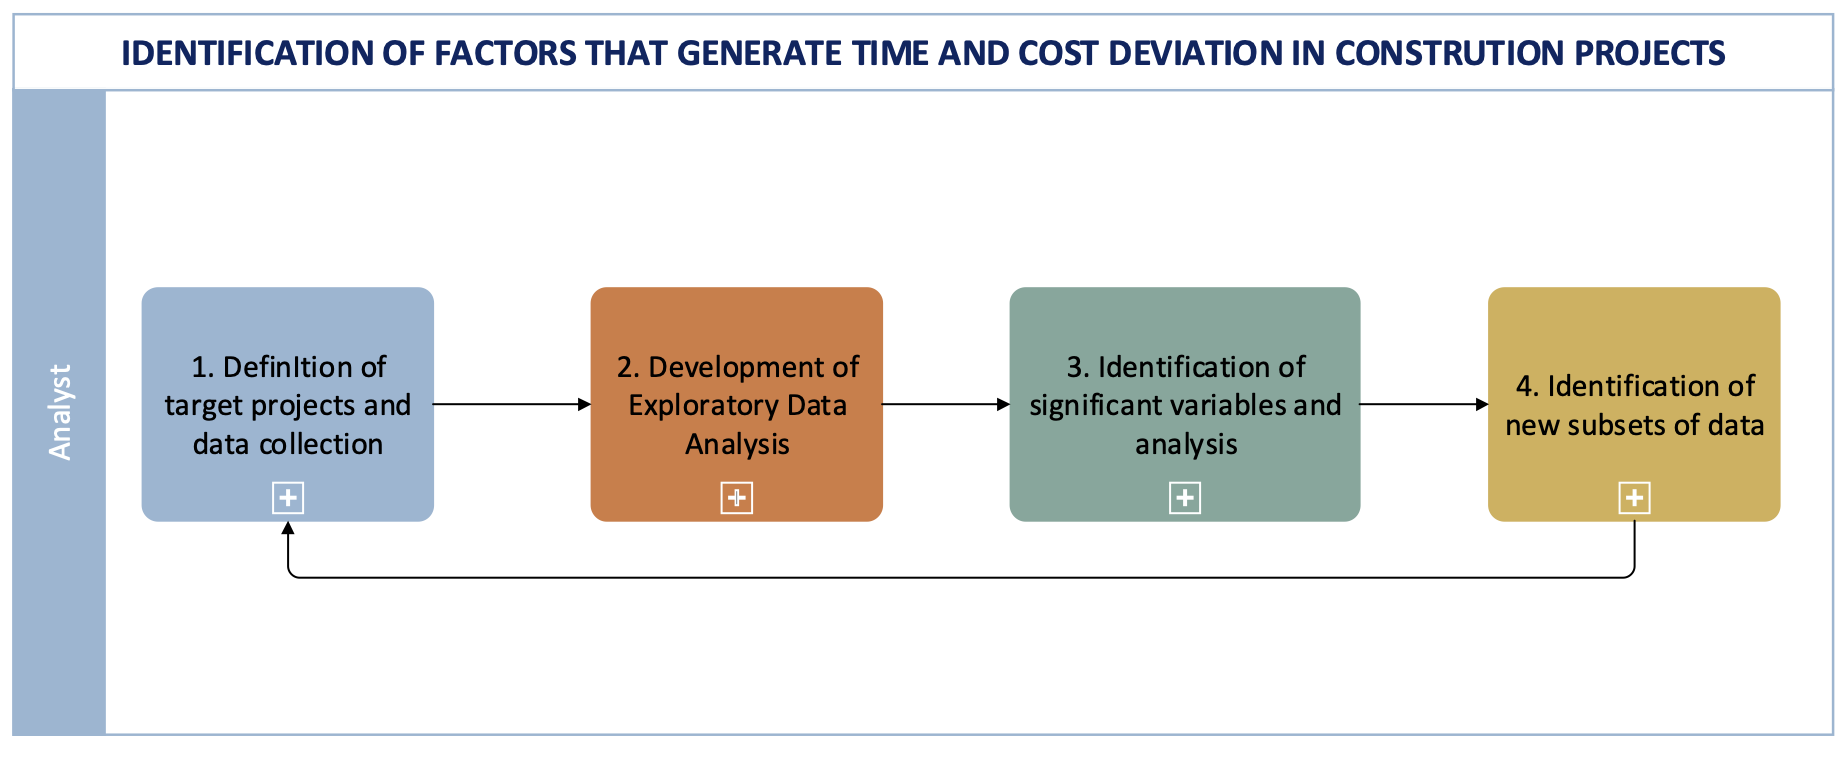 IDENTIFICATION OF FACTORS THAT GENERATE TIME AND COST DEVIATION IN CONSTRUTION PROJECTS
Analyst
1. DefinItion of
target projects and
data collection
2. Development of
Exploratory Data
Analysis
3. Identification of
significant variables and
analysis
4. Identification of
new subsets of data